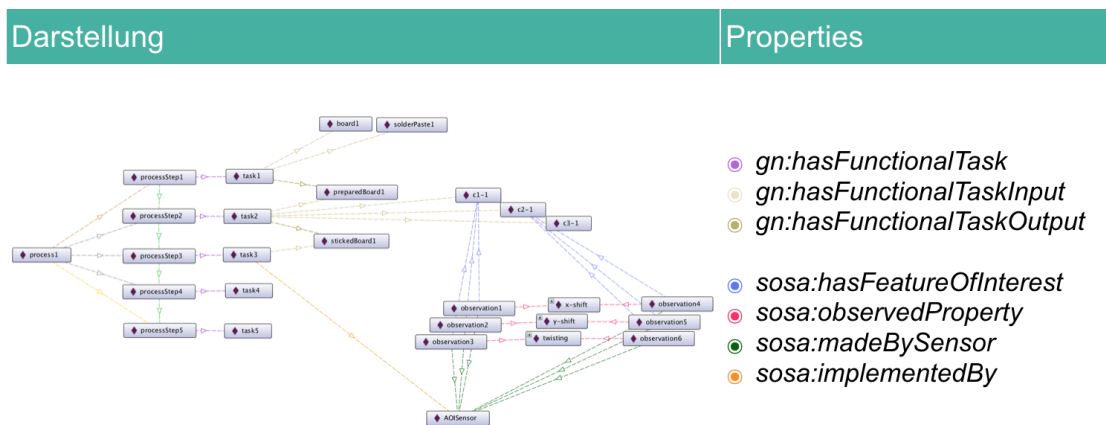 Darstellung
Properties
board1
solderPaste1
processStep1
task1
preparedBoard1
c1-1
processStep2
task2
c2-1
c3-1
stickedBoard1
process1
processStep3
task3
processStep4
task4
observation1
x-shift
observation4
observation2
y-shift
observation5
processStep5
task5
observation3
twisting
observation6
AOISensor
gn:hasFunctionalTask
gn:hasFunctionalTaskInput
gn:hasFunctionalTaskOutput
sosa:hasFeatureOfInterest
sosa:observedProperty
sosa:madeBySensor
sosa:implementedBy